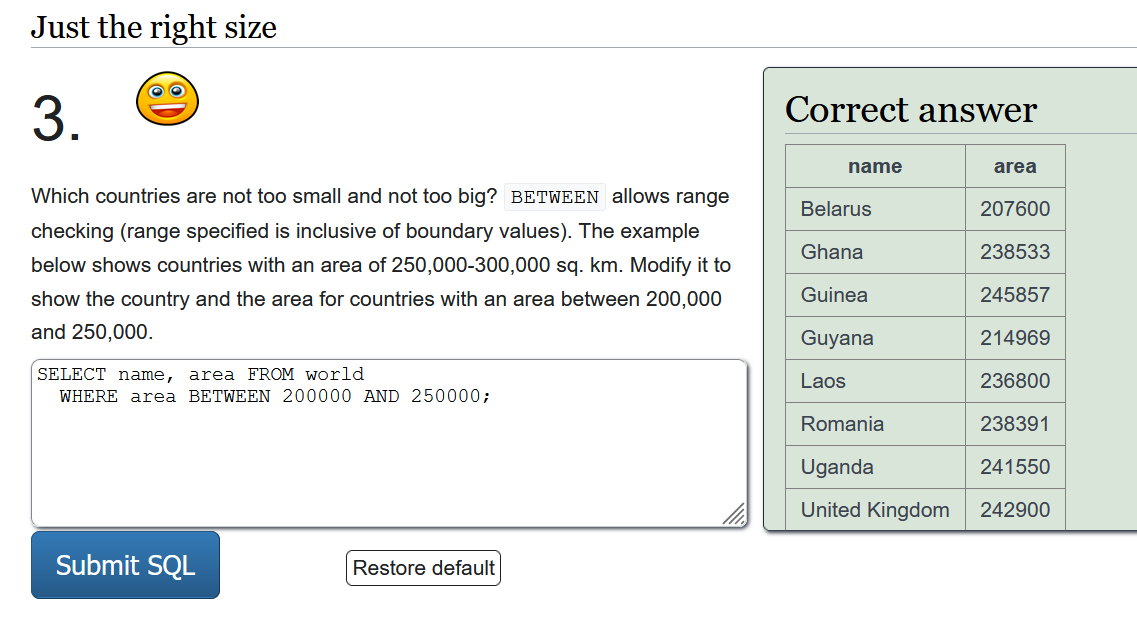 Just the right size
3.
Which countries are not too small and not too big? BETWEEN allows range
checking (range specified is inclusive of boundary values). The example
below shows countries with an area of 250,000-300,000 sq. km. Modify it to
show the country and the area for countries with an area between 200,000
and 250,000.
SELECT name, area FROM world
  WHERE area BETWEEN 200000 AND 250000;
Submit SQL
Restore default
Correct answer
name area
Belarus 207600
Ghana 238533
Guinea 245857
Guyana 214969
Laos 236800
Romania 238391
Uganda 241550
United Kingdom 242900